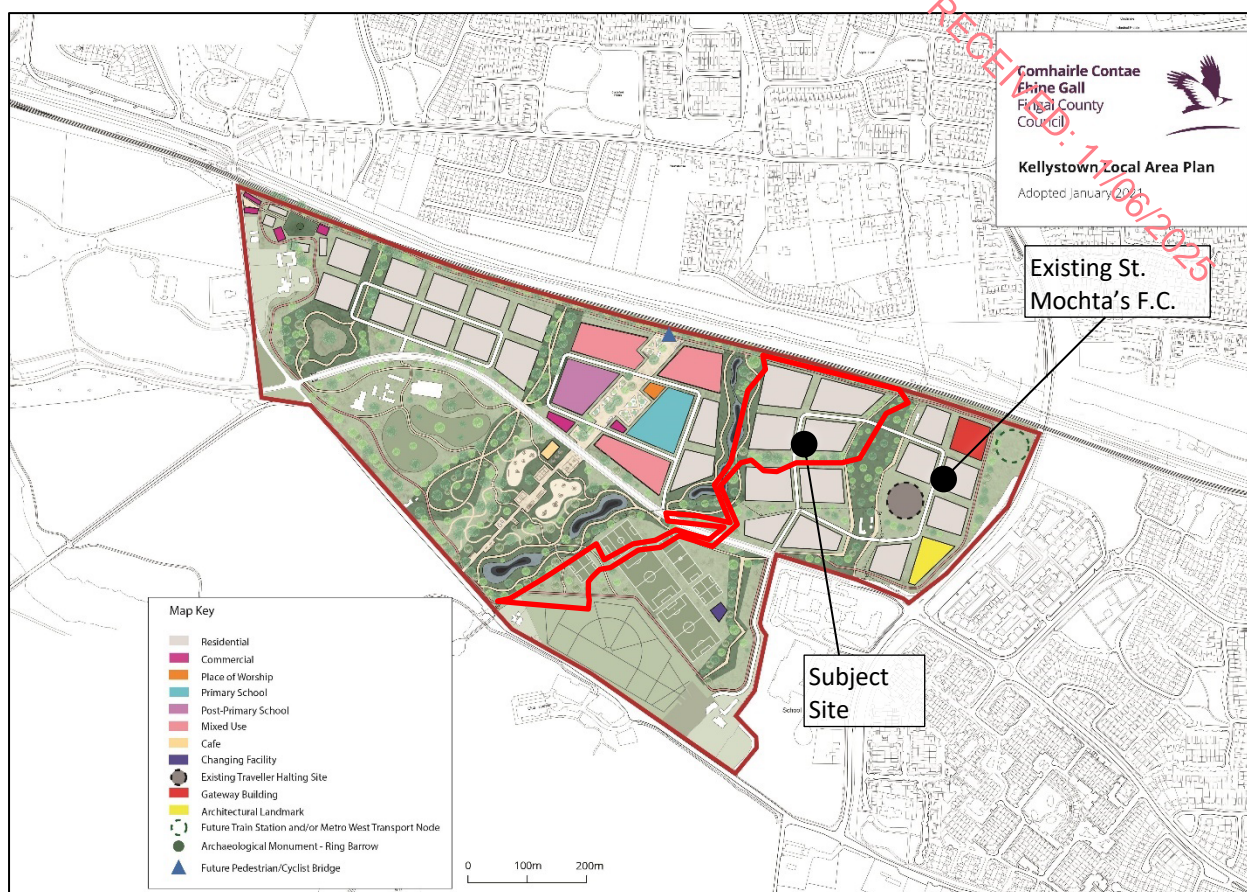 RECEIVED: 11/06/2025
Comhairle Contae
Fhine Gall
Fingal County
Council
Kellystown Local Area Plan
Adopted January 2021
Existing St.
Mochta's F.C.
Subject
Site
School
Map Key
Residential
Commercial
Place of Worship
Primary School
Post-Primary School
Mixed Use
Cafe
Changing Facility
Existing Traveller Halting Site
Gateway Building
Architectural Landmark
Future Train Station and/or Metro West Transport Node
Archaeological Monument - Ring Barrow
Future Pedestrian/Cyclist Bridge
0 100m 200m